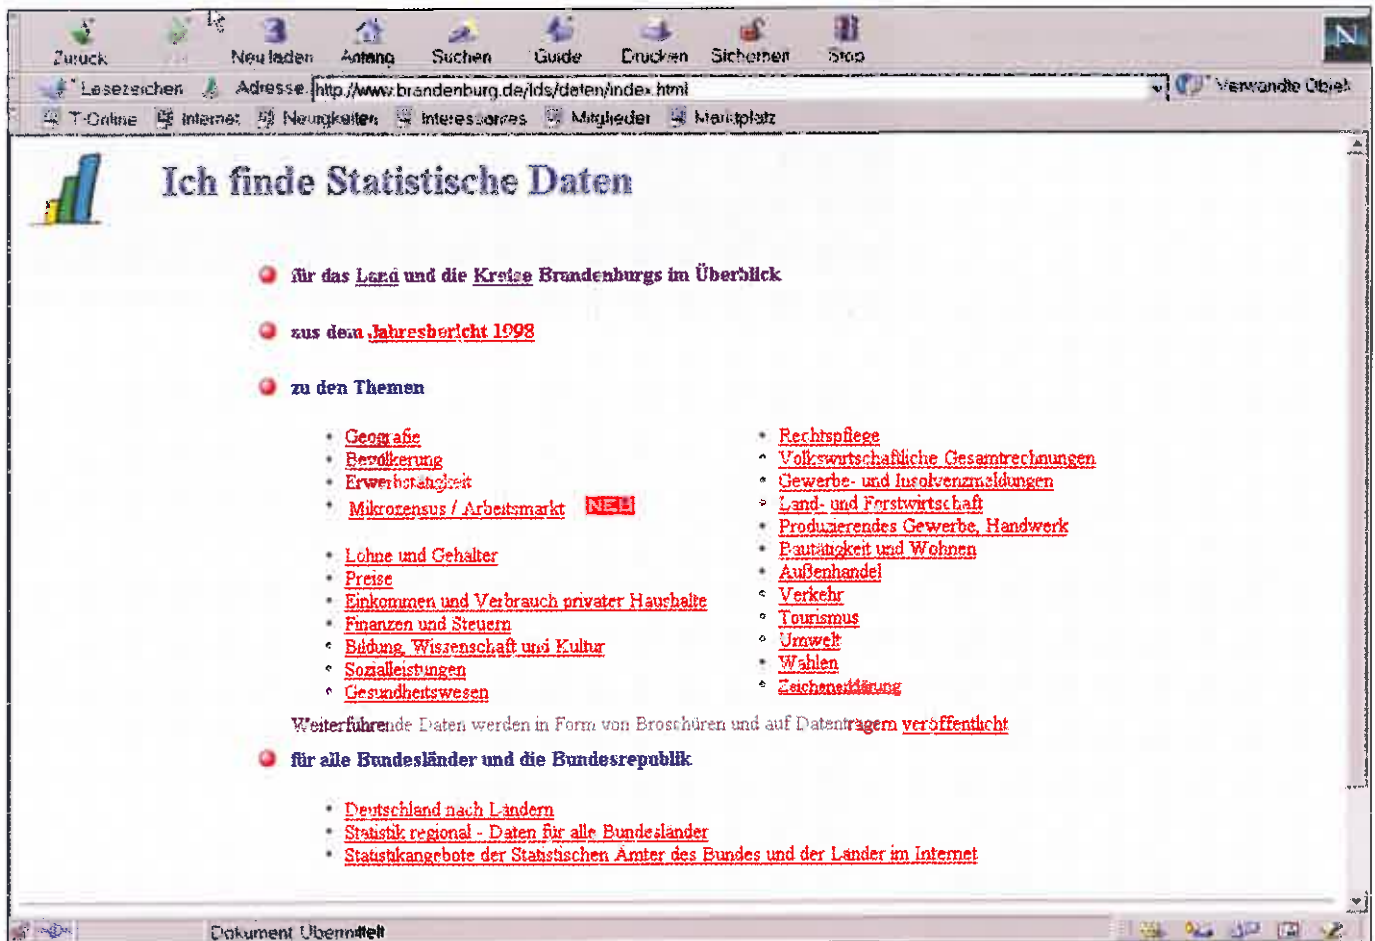 Zurück Neu laden Anfang Suchen Guide Drucken Sicherheit Stop
N
Lesezeichen Adresse http://www.brandenburg.de/lds/daten/index.html Verwandte Objek
T-Online Internet Neuigkeiten Interessantes Mitglieder Marktplatz
Ich finde Statistische Daten
für das Land und die Kreise Brandenburgs im Überblick
aus dem Jahresbericht 1998
zu den Themen
Geografie
Bevölkerung
Erwerbstätigkeit
Mikrozensus / Arbeitsmarkt NEU
Löhne und Gehälter
Preise
Einkommen und Verbrauch privater Haushalte
Finanzen und Steuern
Bildung, Wissenschaft und Kultur
Sozialleistungen
Gesundheitswesen
Rechtspflege
Volkswirtschaftliche Gesamtrechnungen
Gewerbe- und Insolvenzmeldungen
Land- und Forstwirtschaft
Produzierendes Gewerbe, Handwerk
Bautätigkeit und Wohnen
Außenhandel
Verkehr
Tourismus
Umwelt
Wahlen
Zeichenerklärung
Weiterführende Daten werden in Form von Broschüren und auf Datenträgern veröffentlicht
für alle Bundesländer und die Bundesrepublik
Deutschland nach Ländern
Statistik regional - Daten für alle Bundesländer
Statistikangebote der Statistischen Ämter des Bundes und der Länder im Internet
Dokument Übermittelt